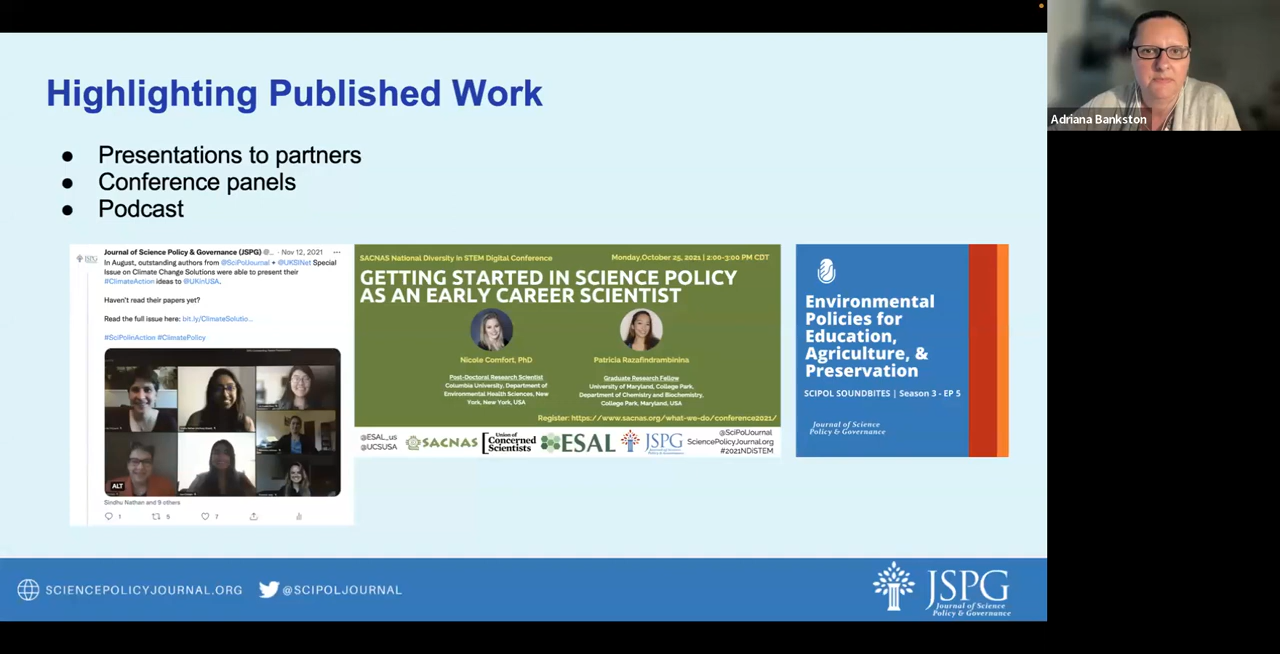 Highlighting Published Work
● Presentations to partners
● Conference panels
● Podcast
Journal of Science Policy & Governance (JSPG) @... · Nov 12, 2021 ...
In August, outstanding authors from @SciPolJournal + @UKSINet Special
Issue on Climate Change Solutions were able to present their
#ClimateAction ideas to @UKinUSA.
Haven't read their papers yet?
Read the full issue here: bit.ly/ClimateSolutio...
#SciPolinAction #ClimatePolicy
ALT
Sindhu Nathan and 9 others
1 5 7
SACNAS National Diversity in STEM Digital Conference
Monday,October 25, 2021 | 2:00-3:00 PM CDT
GETTING STARTED IN SCIENCE POLICY
AS AN EARLY CAREER SCIENTIST
Nicole Comfort, PhD
Post-Doctoral Research Scientist
Columbia University, Department of
Environmental Health Sciences, New
York, New York, USA
Patricia Razafindrambinina
Graduate Research Fellow
University of Maryland, College Park,
Department of Chemistry and Biochemistry,
College Park, Maryland, USA
Register: https://www.sacnas.org/what-we-do/conference2021/
@ESAL_us
@UCSUSA
SACNAS
Union of
Concerned
Scientists
ESAL
JSPG
@SciPolJournal
SciencePolicyJournal.org
#2021NDiSTEM
Environmental
Policies for
Education,
Agriculture, &
Preservation
SCIPOL SOUNDBITES | Season 3 - EP 5
Journal of Science
Policy & Governance
SCIENCEPOLICYJOURNAL.ORG
@SCIPOLJOURNAL
JSPG
Journal of Science
Policy & Governance
Adriana Bankston